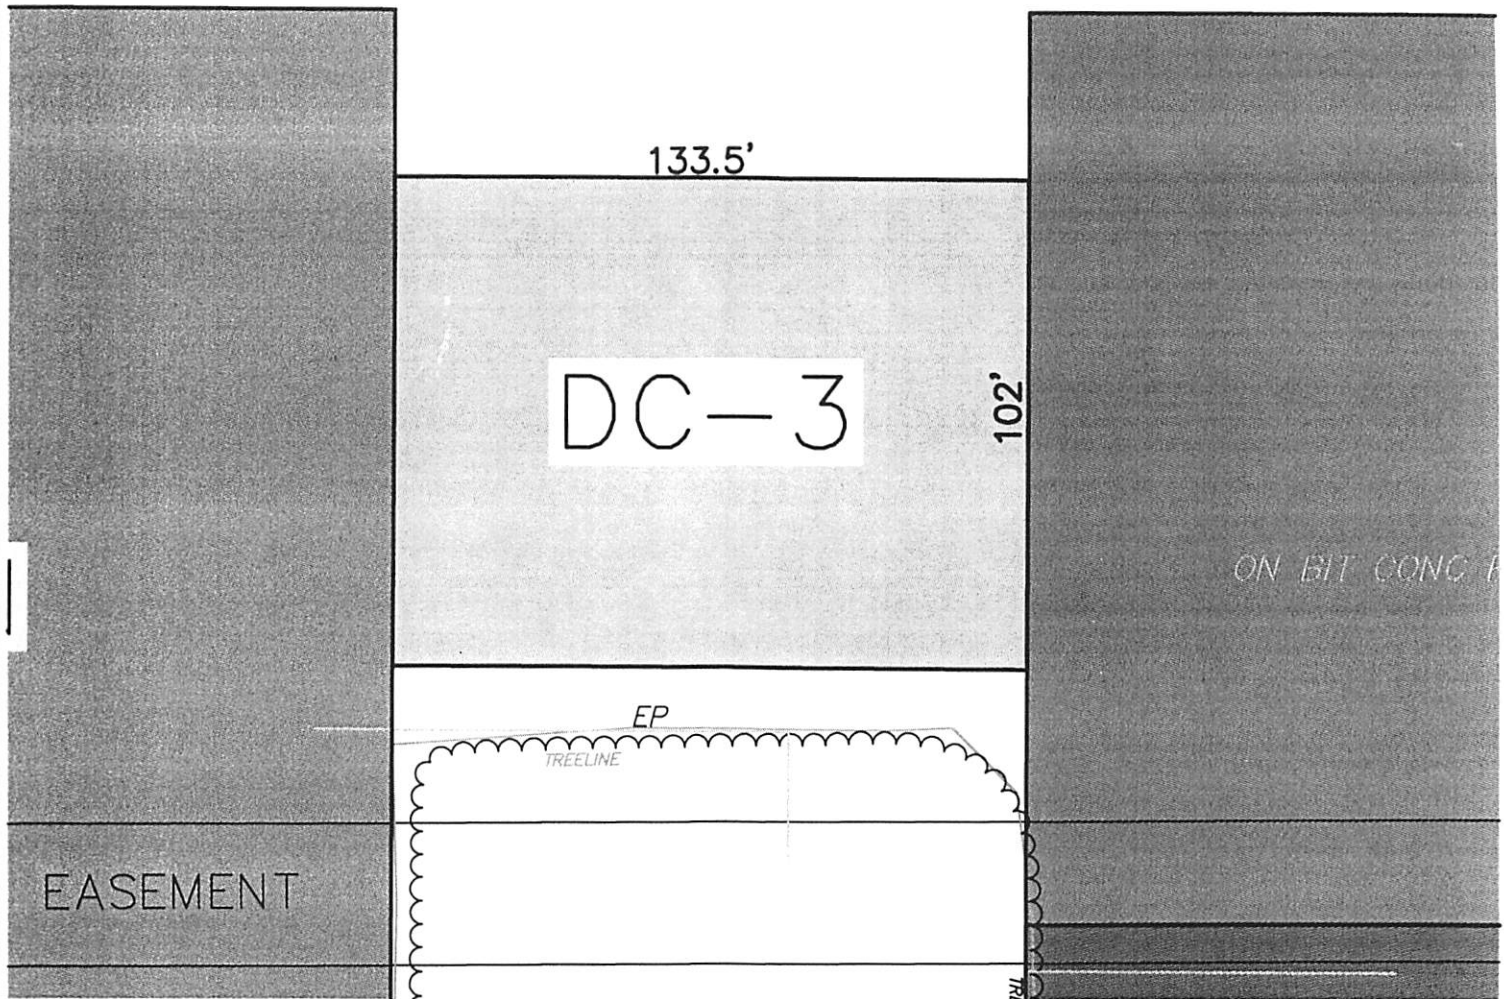 133.5'
DC-3
102'
ON BIT CONC
EP
TREELINE
EASEMENT